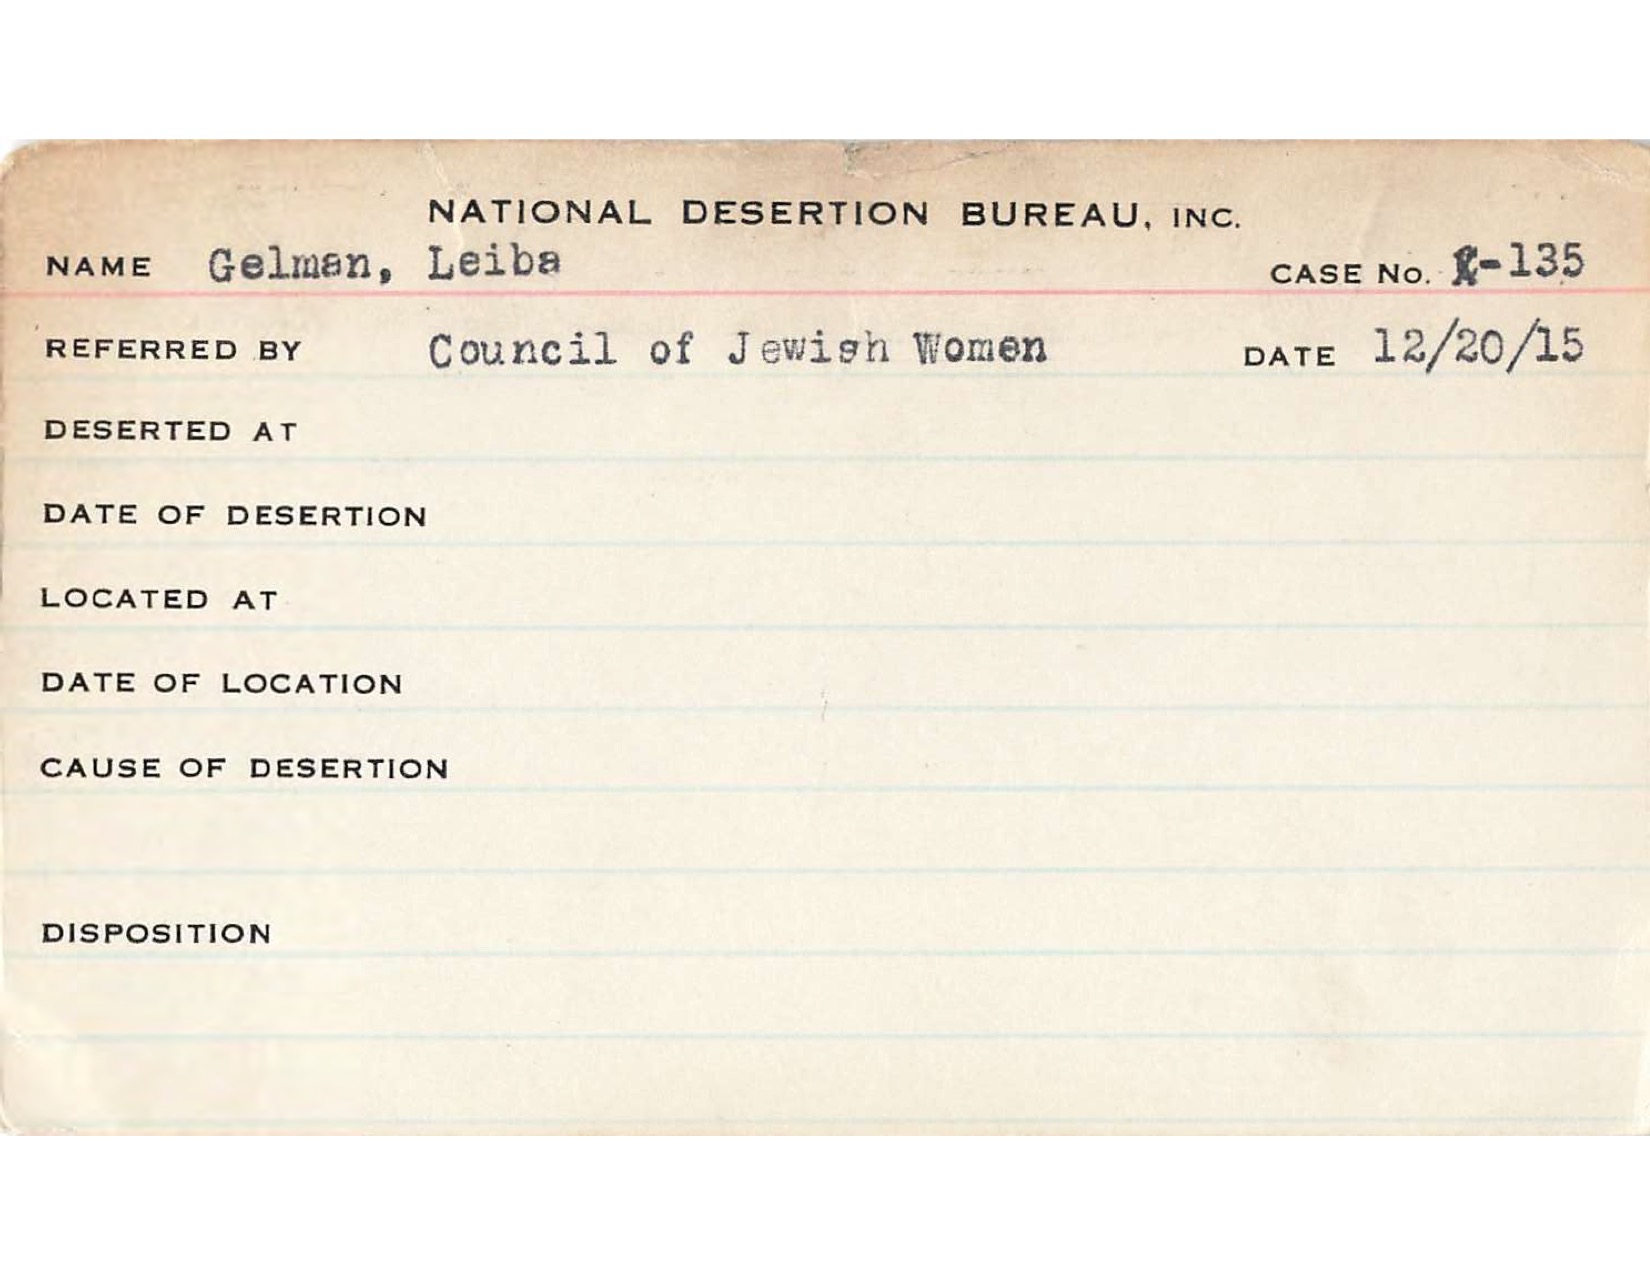 NATIONAL DESERTION BUREAU, INC.
NAME Gelman, Leiba CASE No. -135
REFERRED BY Council of Jewish Women DATE 12/20/15
DESERTED AT
DATE OF DESERTION
LOCATED AT
DATE OF LOCATION
CAUSE OF DESERTION
DISPOSITION